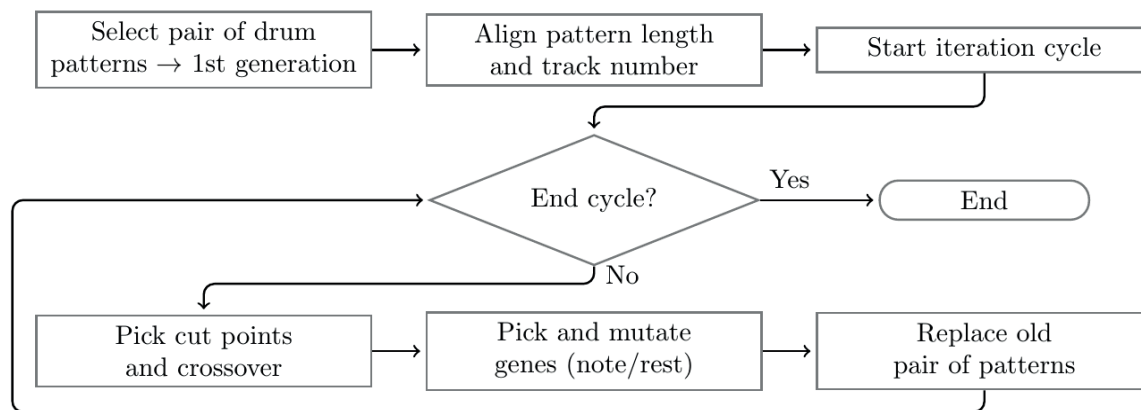 Select pair of drum
patterns → 1st generation
Align pattern length
and track number
Start iteration cycle
End cycle?
Yes
End
No
Pick cut points
and crossover
Pick and mutate
genes (note/rest)
Replace old
pair of patterns